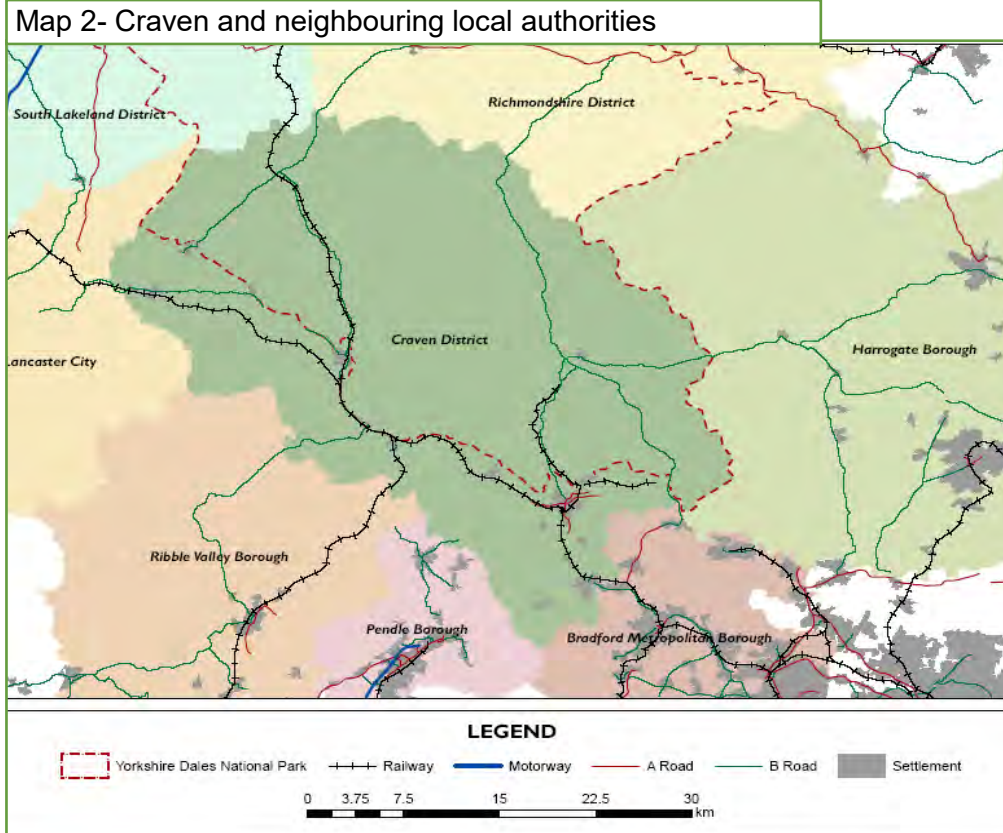 Map 2- Craven and neighbouring local authorities
South Lakeland District
Richmondshire District
Craven District
Lancaster City
Harrogate Borough
Ribble Valley Borough
Pendle Borough
Bradford Metropolitan Borough
LEGEND
Yorkshire Dales National Park Railway Motorway A Road B Road Settlement
0 3.75 7.5 15 22.5 30
km